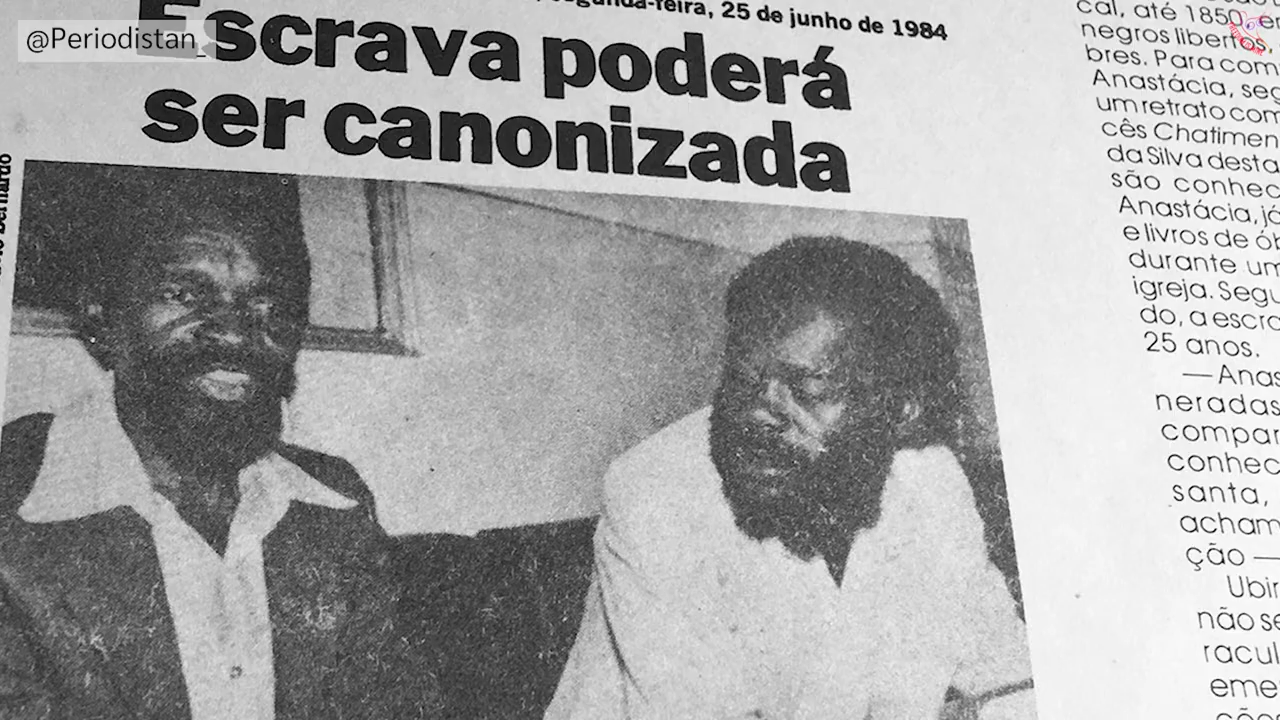 @Periodistan_
segunda-feira, 25 de junho de 1984
Escrava poderá
ser canonizada
cal, até 1850, en
negros libertos,
bres. Para com
Anastácia, seg
um retrato com
cês Chatimen
da Silva desta
são conhec
Anastácia, já
e livros de ób
durante um
igreja. Segu
do, a escra
25 anos.
— Anas
neradas
compar
conhec
santa,
acham
ção —
Ubir
não se
racul
eme